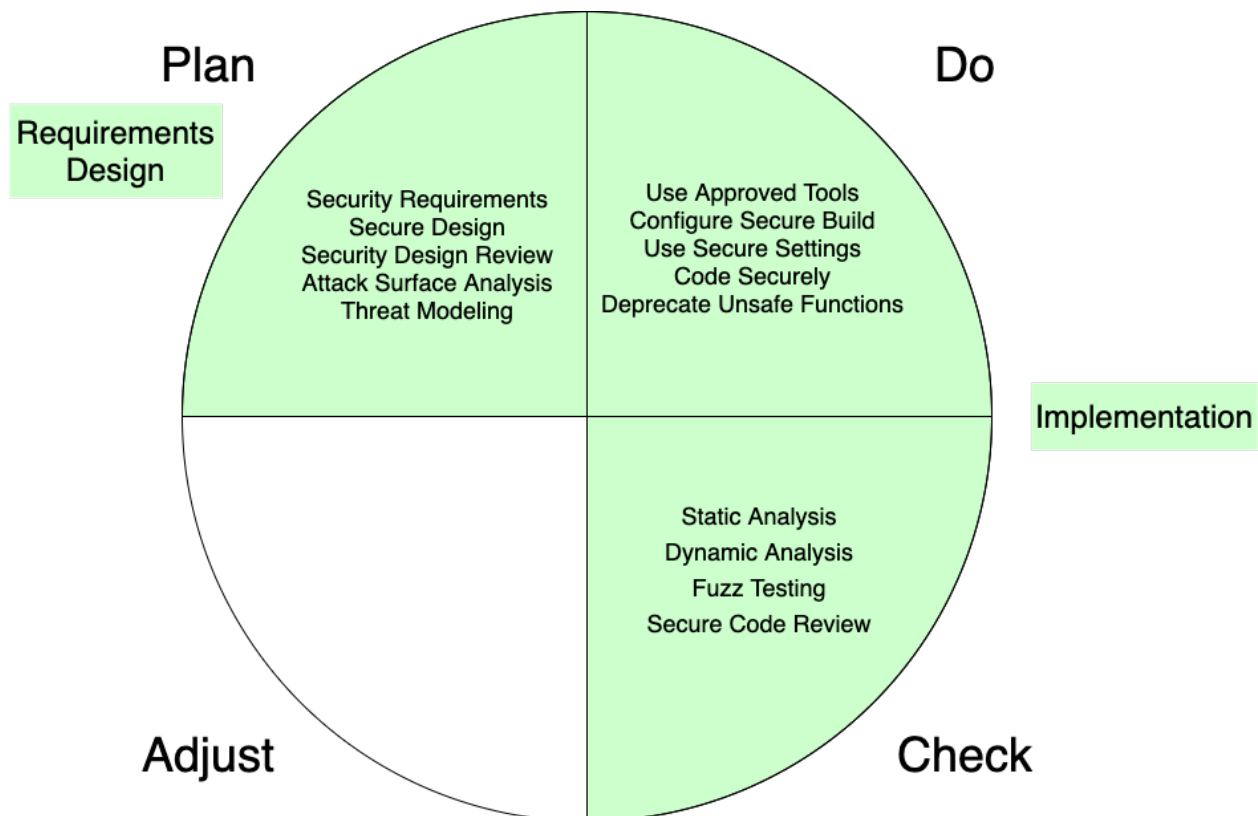 Plan
Do
Requirements
Design
Security Requirements
Secure Design
Security Design Review
Attack Surface Analysis
Threat Modeling
Use Approved Tools
Configure Secure Build
Use Secure Settings
Code Securely
Deprecate Unsafe Functions
Implementation
Static Analysis
Dynamic Analysis
Fuzz Testing
Secure Code Review
Adjust
Check